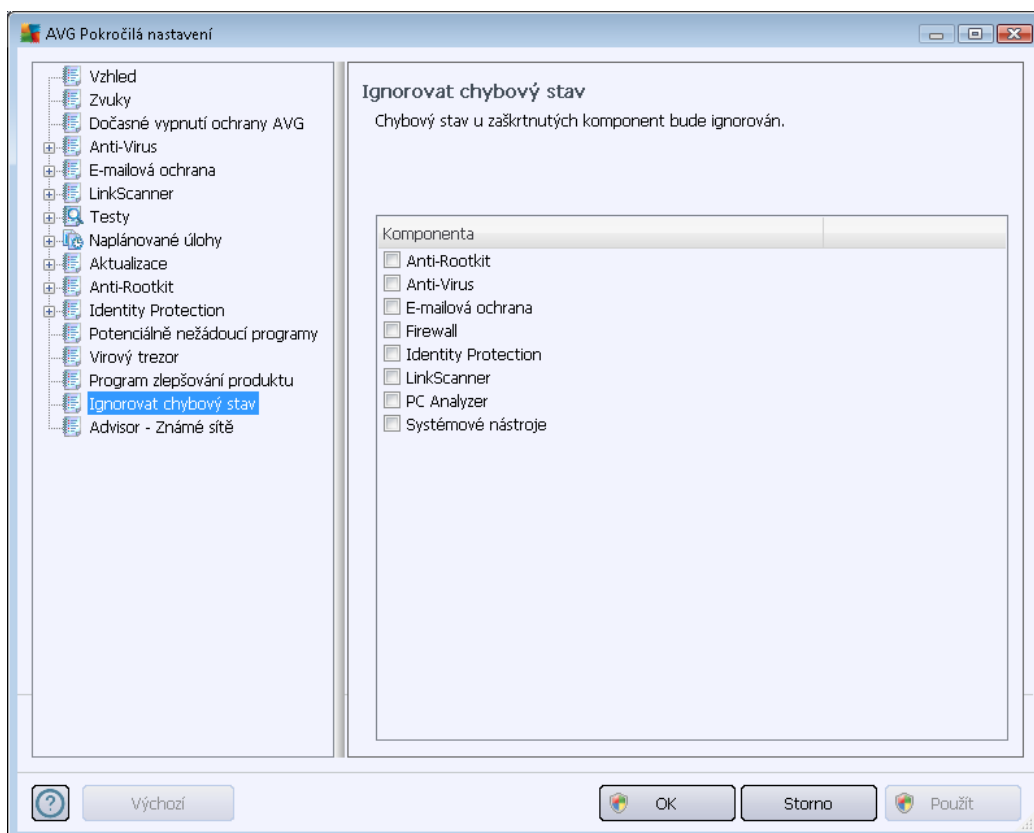 AVG Pokročilá nastavení
Vzhled
Zvuky
Dočasné vypnutí ochrany AVG
Anti-Virus
E-mailová ochrana
LinkScanner
Testy
Naplánované úlohy
Aktualizace
Anti-Rootkit
Identity Protection
Potenciálně nežádoucí programy
Virový trezor
Program zlepšování produktu
Ignorovat chybový stav
Advisor - Známé sítě
Ignorovat chybový stav
Chybový stav u zaškrtnutých komponent bude ignorován.
Komponenta
Anti-Rootkit
Anti-Virus
E-mailová ochrana
Firewall
Identity Protection
LinkScanner
PC Analyzer
Systémové nástroje
Výchozí
OK
Storno
Použít